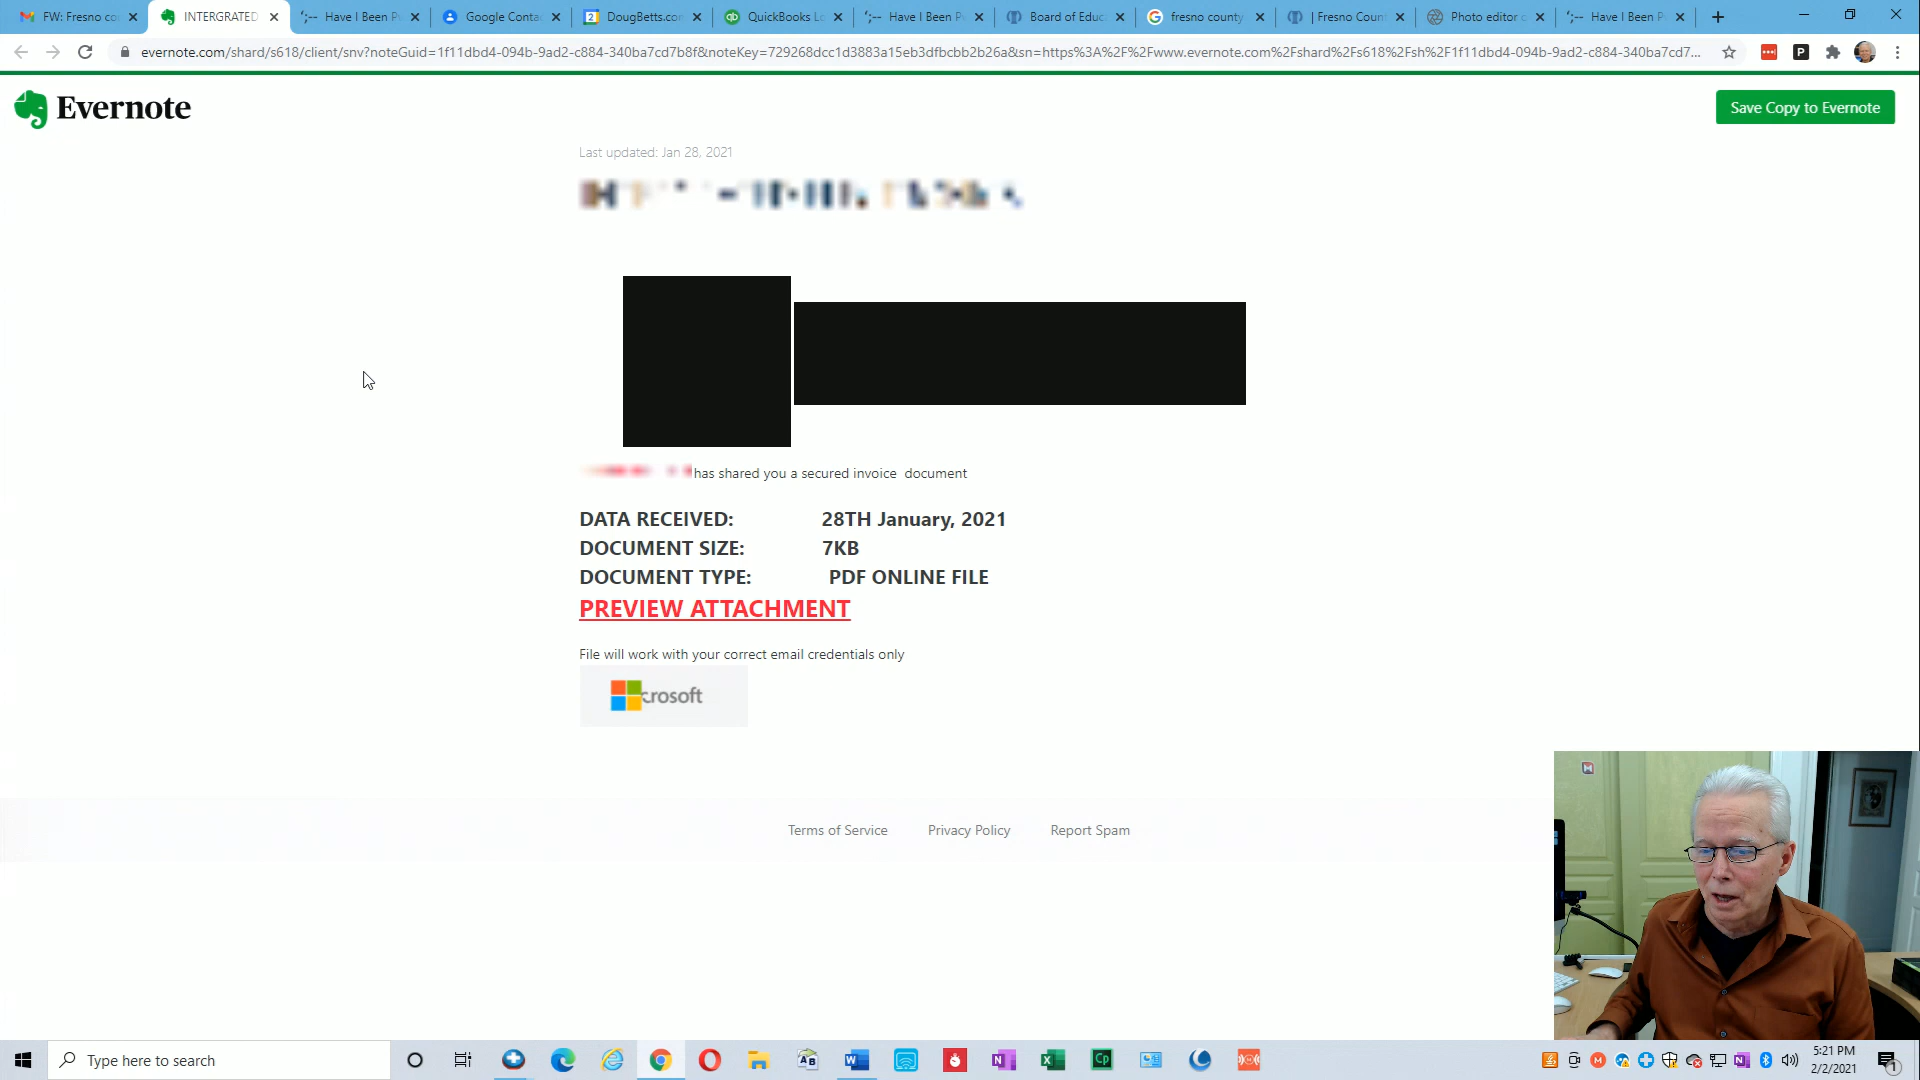 FW: Fresno co
INTERGRATED
Have I Been P
Google Conta
DougBetts.co
QuickBooks Lo
Have I Been P
Board of Educ
fresno county
| Fresno Coun
Photo editor
Have I Been P
evernote.com/shard/s618/client/snv?noteGuid=1f11dbd4-094b-9ad2-c884-340ba7cd7b8f&noteKey=729268dcc1d3883a15eb3dfbcbb2b26a&sn=https%3A%2F%2Fwww.evernote.com%2Fshard%2Fs618%2Fsh%2F1f11dbd4-094b-9ad2-c884-340ba7cd7...
Evernote
Save Copy to Evernote
Last updated: Jan 28, 2021
has shared you a secured invoice document
DATA RECEIVED: 28TH January, 2021
DOCUMENT SIZE: 7KB
DOCUMENT TYPE: PDF ONLINE FILE
PREVIEW ATTACHMENT
File will work with your correct email credentials only
crosoft
Terms of Service Privacy Policy Report Spam
Type here to search
5:21 PM
2/2/2021